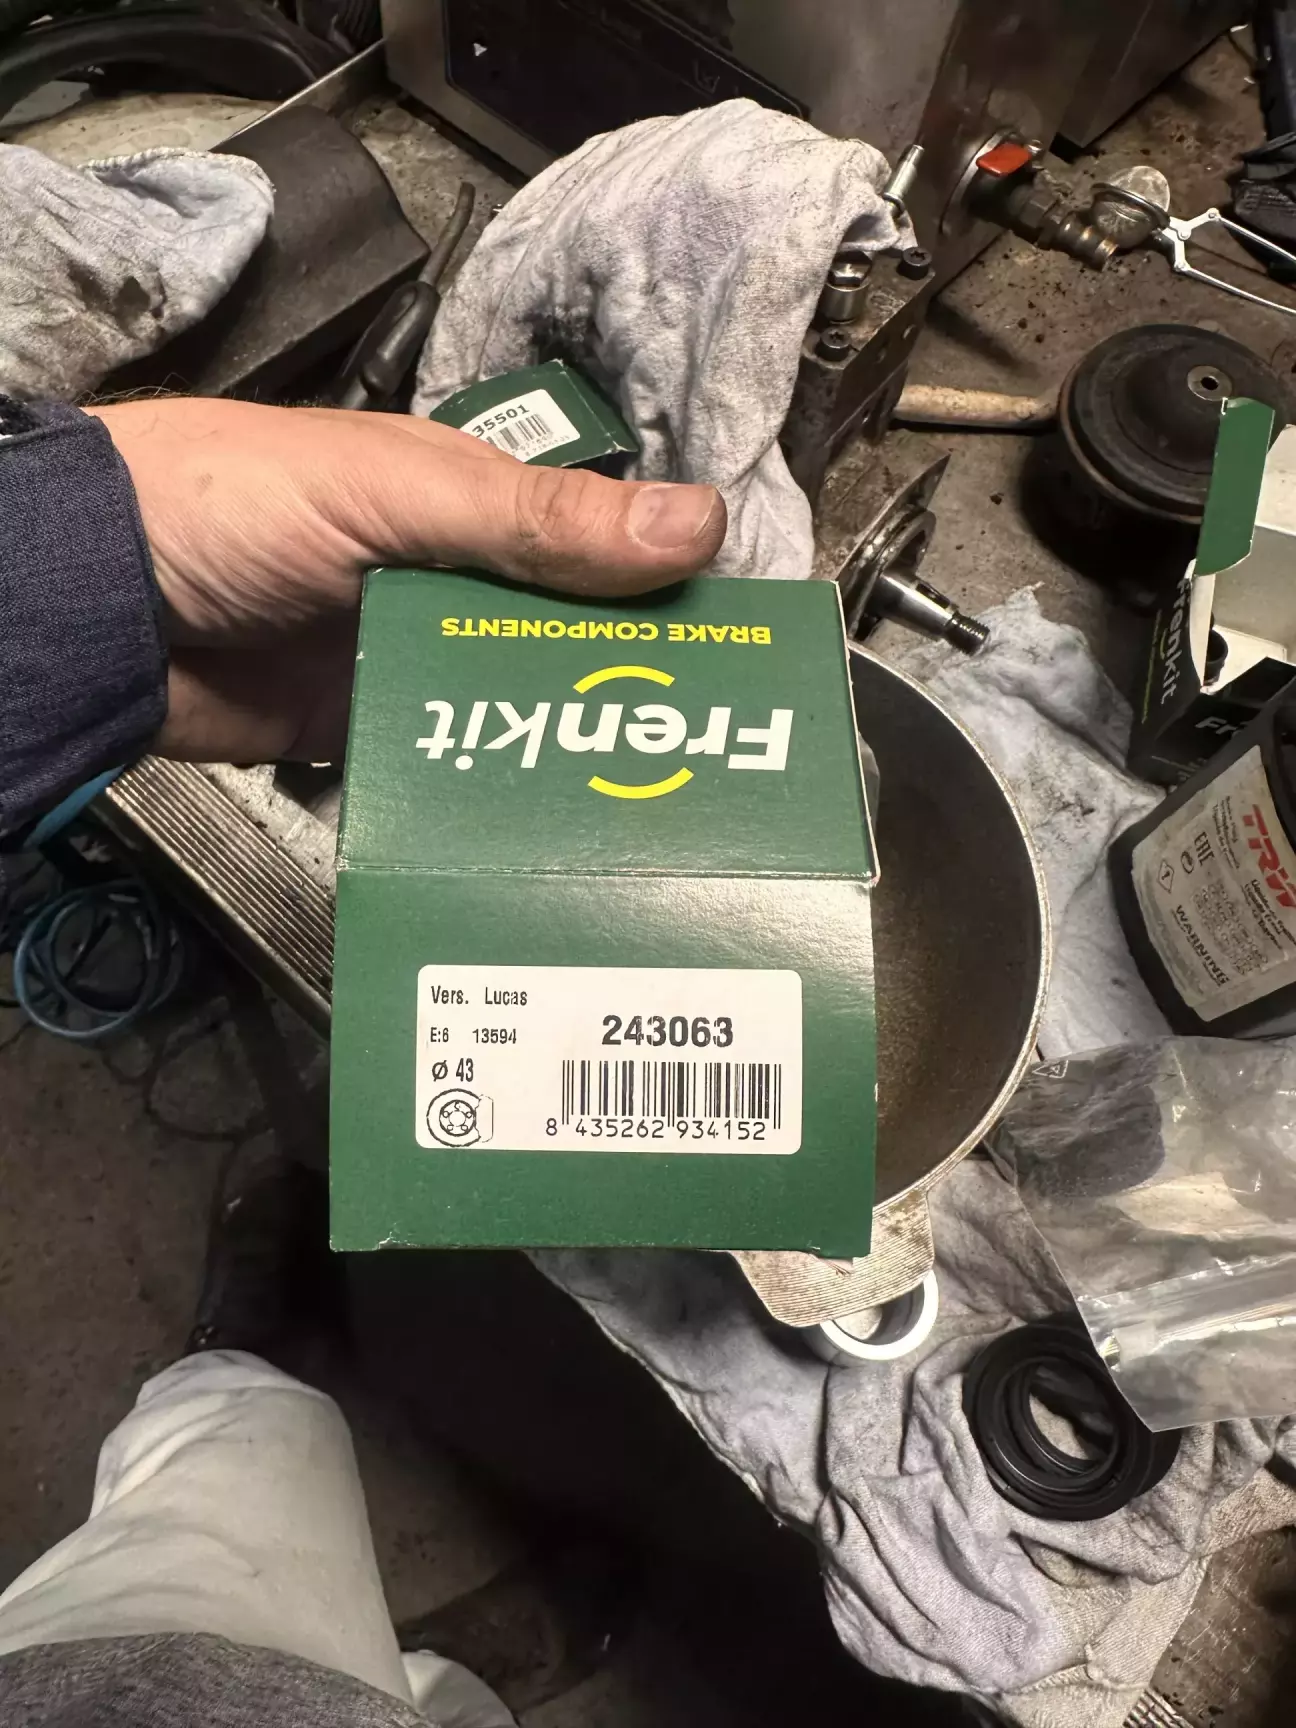 35501
BRAKE COMPONENTS
Frenkit
Vers. Lucas
E:6 13594
243063
Ø 43
8 435262 934152
Frenkit
TRW
WARNING